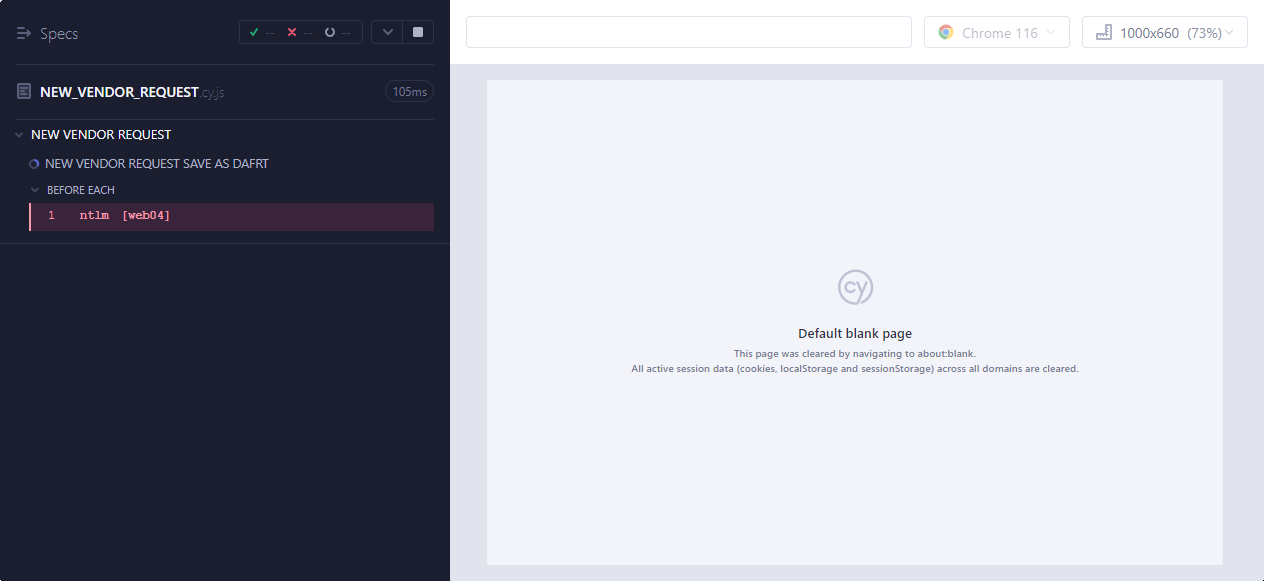 Specs
-- -- --
NEW_VENDOR_REQUEST.cy.js
105ms
NEW VENDOR REQUEST
NEW VENDOR REQUEST SAVE AS DAFRT
BEFORE EACH
1 ntlm [web04]
Chrome 116
1000x660 (73%)
cy
Default blank page
This page was cleared by navigating to about:blank.
All active session data (cookies, localStorage and sessionStorage) across all domains are cleared.